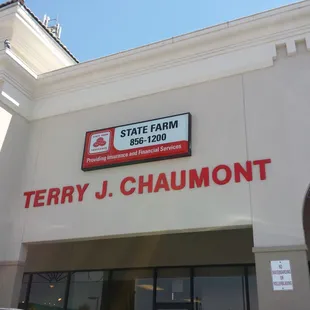 STATE FARM
856-1200
Providing Insurance and Financial Services
TERRY J. CHAUMONT